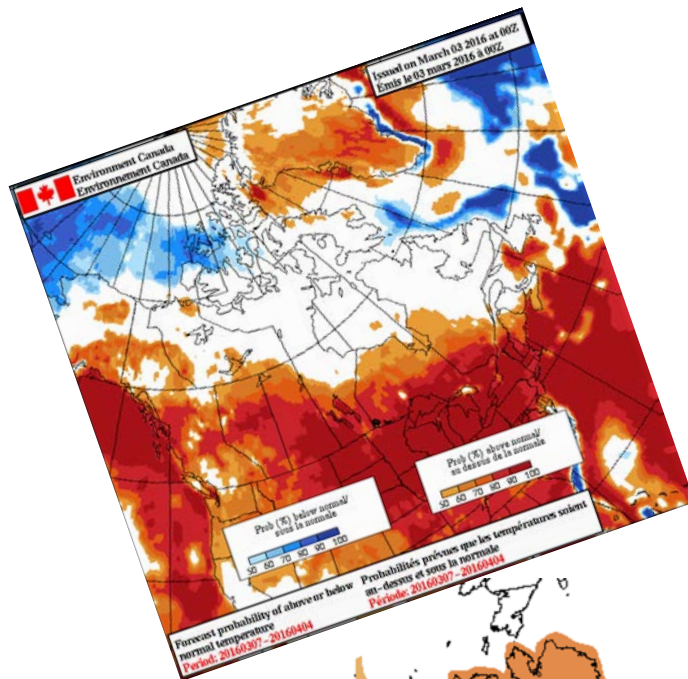 Issued on March 03 2016 at 00Z
Émis le 03 mars 2016 à 00Z
Environment Canada
Environnement Canada
Prob (%) above normal/
au dessus de la normale
50 60 70 80 90 100
Prob (%) below normal/
sous la normale
50 60 70 80 90 100
Forecast probability of above or below
normal temperature
Period: 20160307-20160404
Probabilités prévues que les températures soient
au-dessus et sous la normale
Période: 20160307-20160404